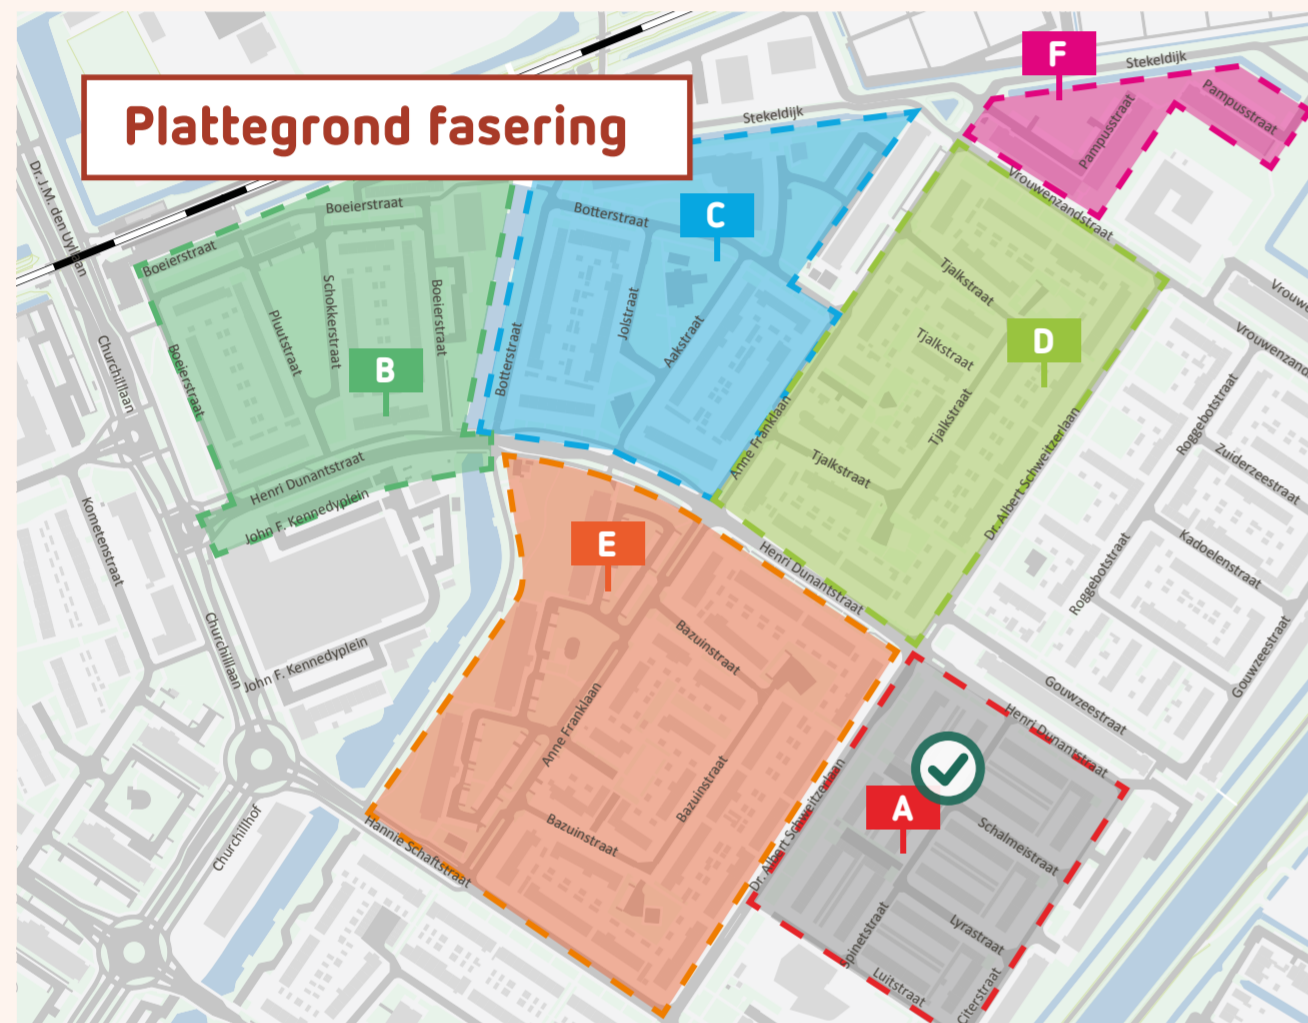 Plattegrond fasering
F
Stekeldijk
Pampusstraat
Pampusstraat
Stekeldijk
Vrouwenzandstraat
Dr. J.M. den Uyllaan
Boeierstraat
Boeierstraat
Botterstraat
C
Schokkerstraat
Pluutstraat
Boeierstraat
Boeierstraat
Jolstraat
Aakstraat
Botterstraat
B
Tjalkstraat
Tjalkstraat
D
Tjalkstraat
Tjalkstraat
Anne Franklaan
Dr. Albert Schweitzerlaan
Churchilllaan
Roggebotstraat
Zuiderzeestraat
Kadoelenstraat
Roggebotstraat
Gouwzeestraat
Gouwzeestraat
Henri Dunantstraat
John F. Kennedyplein
Kometenstraat
E
Henri Dunantstraat
Churchilllaan
John F. Kennedyplein
Bazuinstraat
Anne Franklaan
Bazuinstraat
Bazuinstraat
Henri Dunantstraat
A
Dr. Albert Schweitzerlaan
Schalmeistraat
Churchillhof
Hannie Schaftstraat
Spinetstraat
Lyrastraat
Luitstraat
Citerstraat